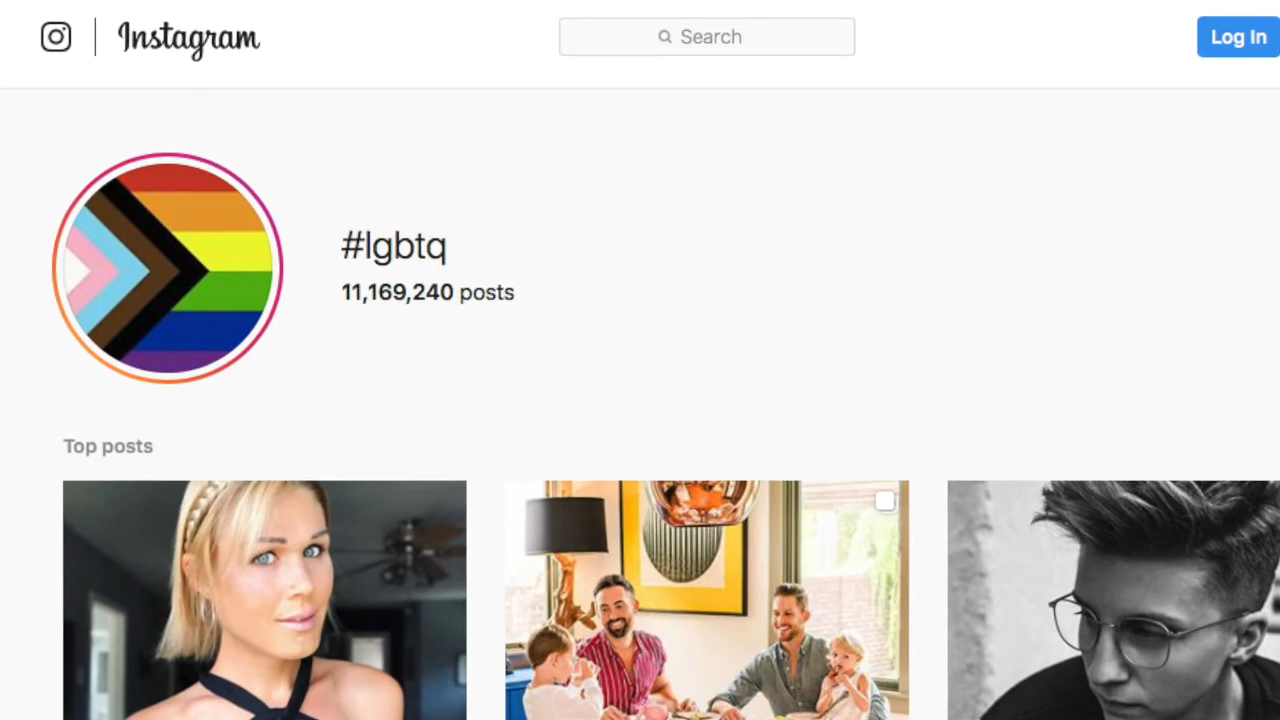 Instagram
Search
Log In
#lgbtq
11,169,240 posts
Top posts